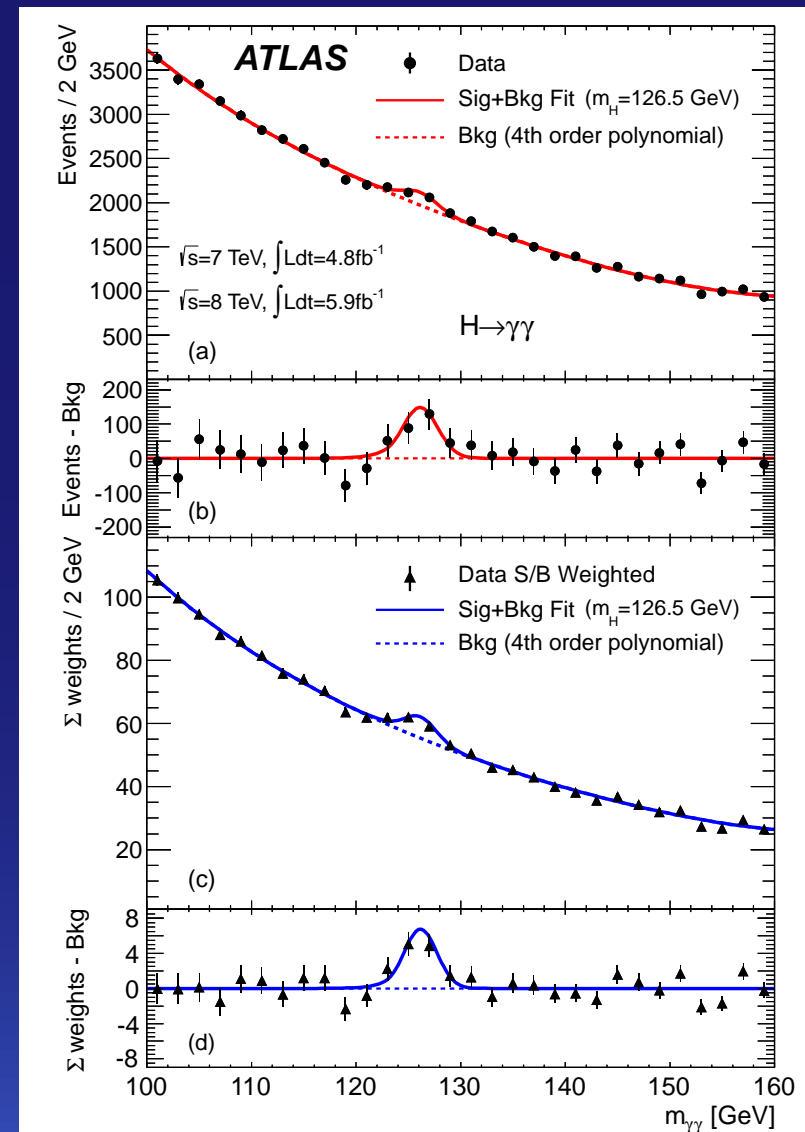 ATLAS
Data
Sig+Bkg Fit (m_H=126.5 GeV)
Bkg (4th order polynomial)
Events / 2 GeV
3500
3000
2500
2000
1500
1000
500
√s=7 TeV, ∫Ldt=4.8fb⁻¹
√s=8 TeV, ∫Ldt=5.9fb⁻¹
H→γγ
(a)
Events - Bkg
200
100
0
-100
-200
(b)
Σ weights / 2 GeV
100
80
60
40
20
Data S/B Weighted
Sig+Bkg Fit (m_H=126.5 GeV)
Bkg (4th order polynomial)
(c)
Σ weights - Bkg
8
4
0
-4
-8
(d)
100 110 120 130 140 150 160
m_γγ [GeV]